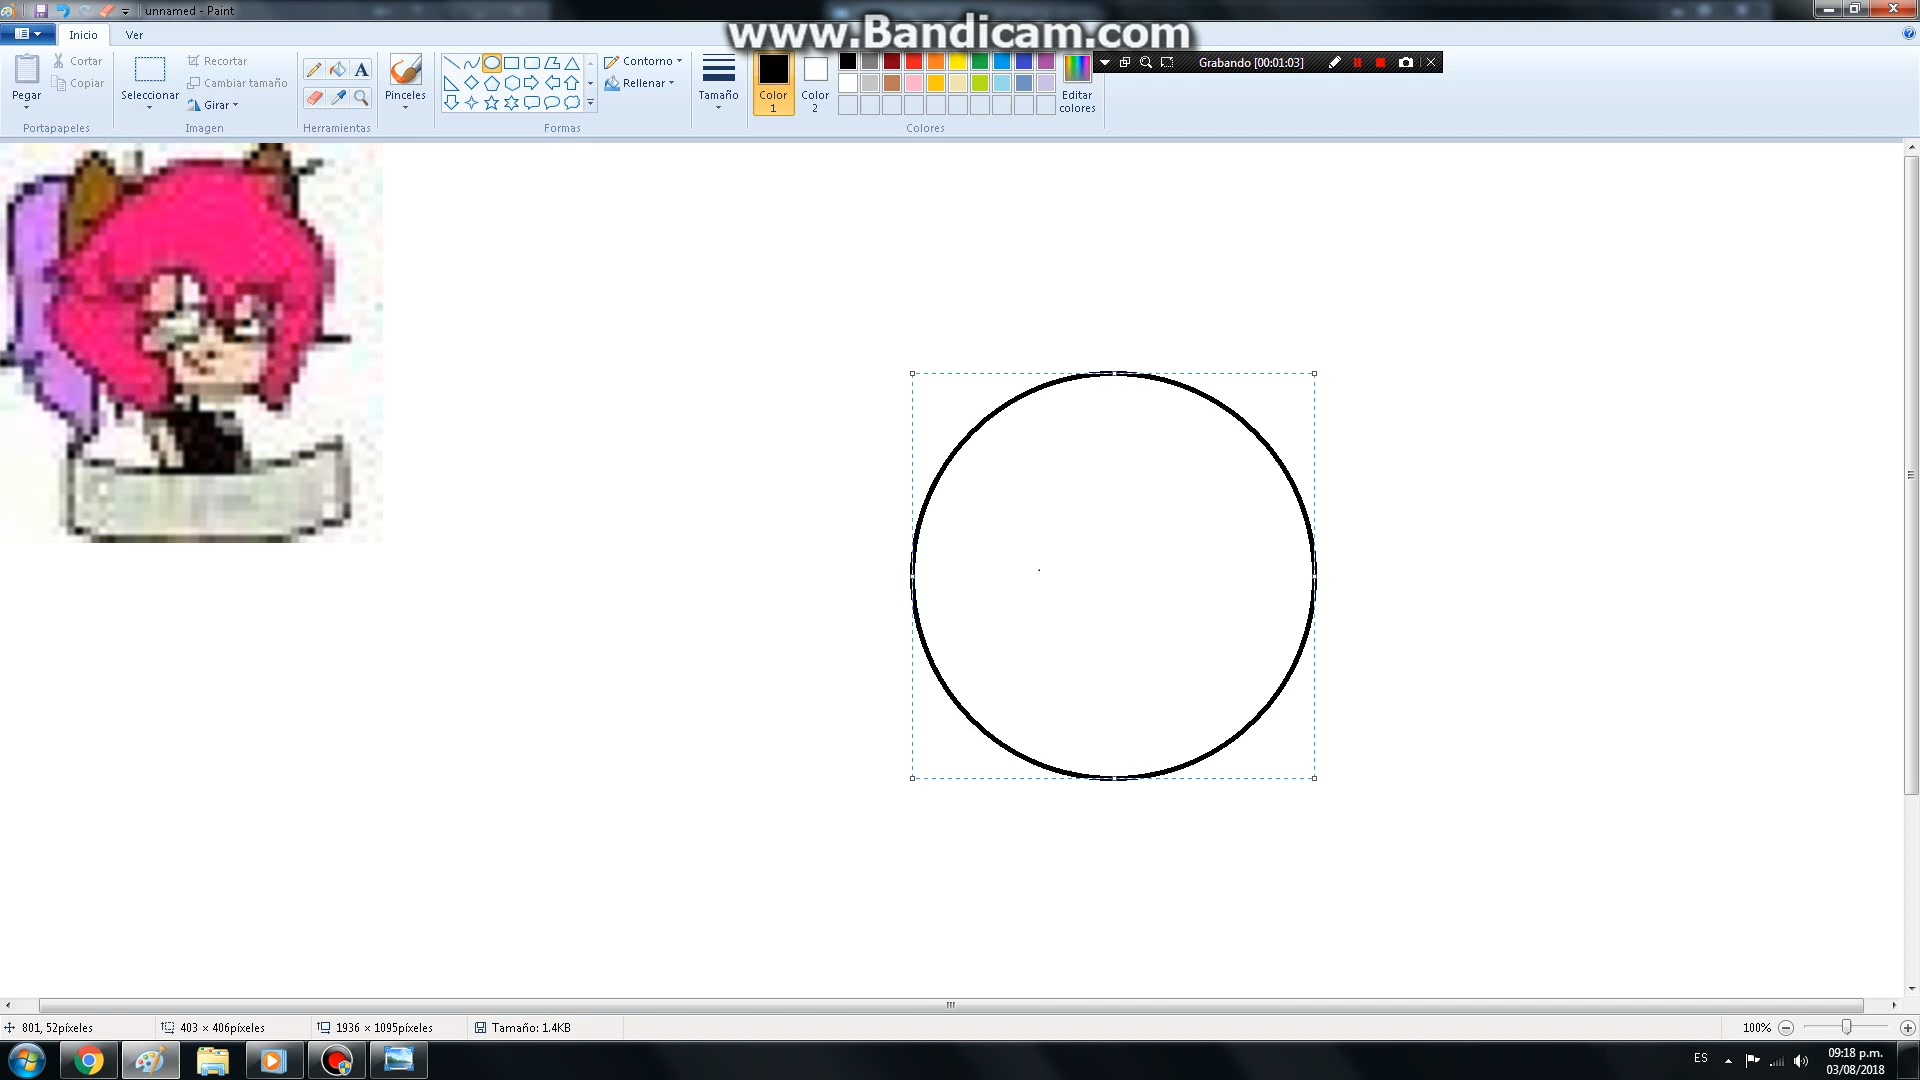 unnamed - Paint
www.Bandicam.com
Inicio
Ver
Pegar
Cortar
Copiar
Portapapeles
Seleccionar
Recortar
Cambiar tamaño
Girar
Imagen
A
Herramientas
Pinceles
Formas
Contorno
Rellenar
Tamaño
Color
1
Color
2
Colores
Editar
colores
Grabando [00:01:03]
801, 52píxeles
403 × 406píxeles
1936 × 1095píxeles
Tamaño: 1.4KB
100%
ES
09:18 p.m.
03/08/2018